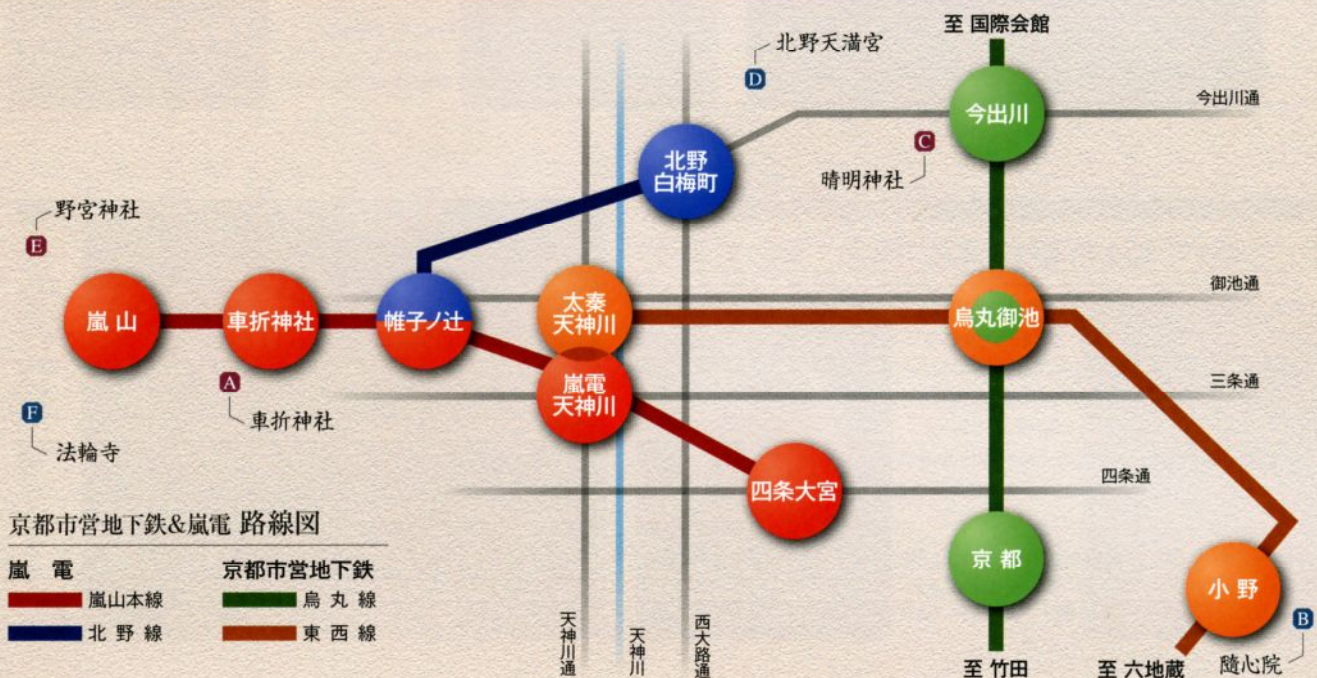 至 国際会館
北野天満宮
D
今出川
今出川通
北野
白梅町
C
晴明神社
野宮神社
E
嵐山
車折神社
帷子ノ辻
太秦
天神川
烏丸御池
御池通
嵐電
天神川
三条通
A
車折神社
F
法輪寺
四条大宮
四条通
京都市営地下鉄&嵐電 路線図
嵐 電
嵐山本線
北 野 線
京都市営地下鉄
烏 丸 線
東 西 線
京 都
小 野
B
隨心院
天神川通
天神川
西大路通
至 竹田
至 六地蔵